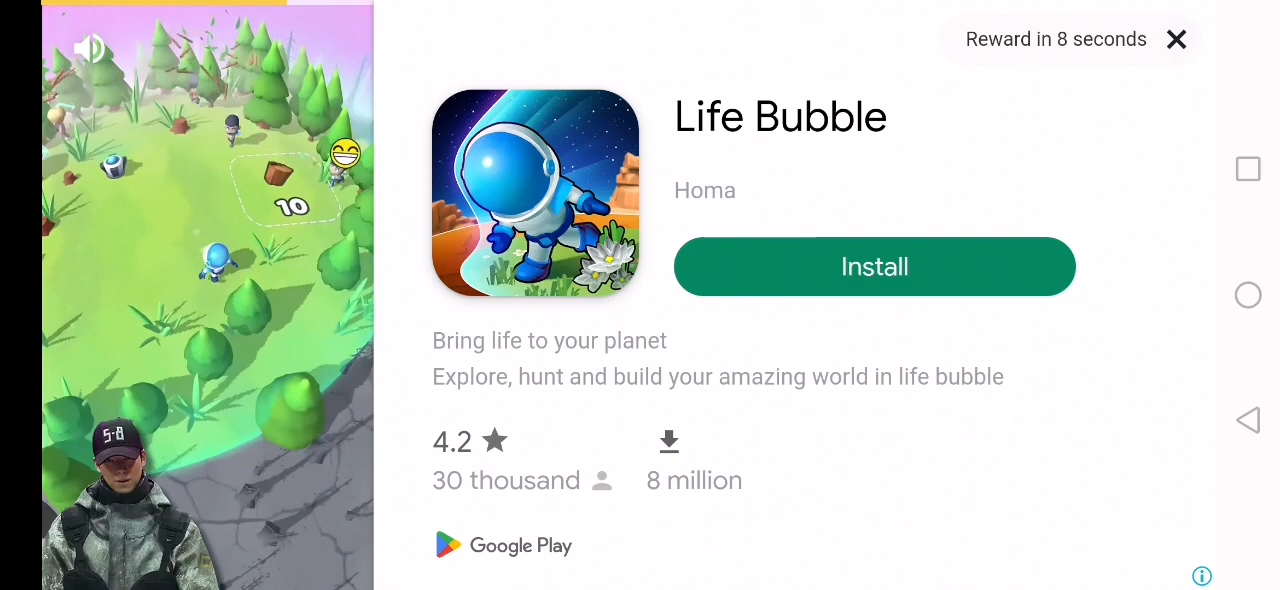 Reward in 8 seconds
Life Bubble
Homa
Install
Bring life to your planet
Explore, hunt and build your amazing world in life bubble
4.2
30 thousand
8 million
Google Play
10
5-8